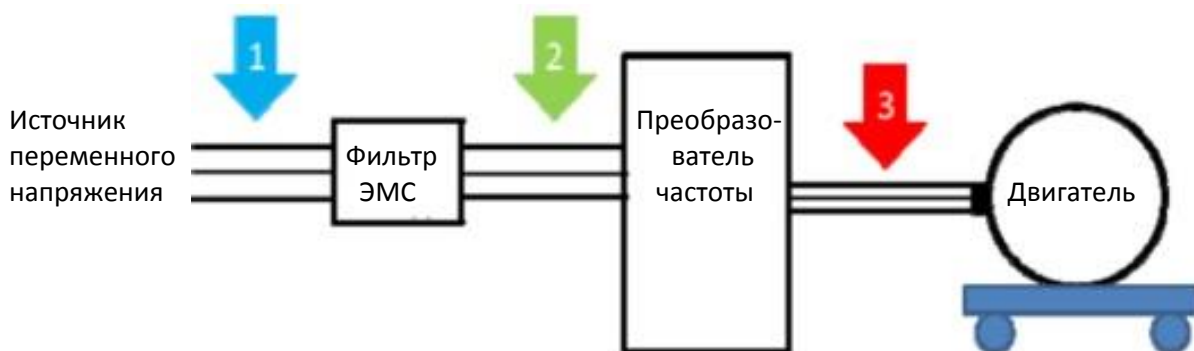 1
2
3
Источник
переменного
напряжения
Фильтр
ЭМС
Преобразо-
ватель
частоты
Двигатель